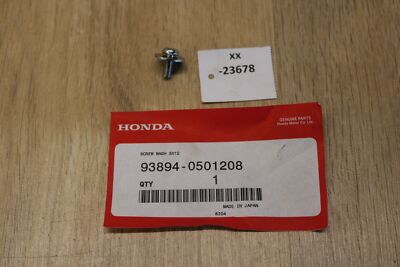 XX
-23678
HONDA
GENUINE PARTS
Honda Motor Co., Ltd.
SCREW WASH 5X12
93894-0501208
QTY 1
MADE IN JAPAN